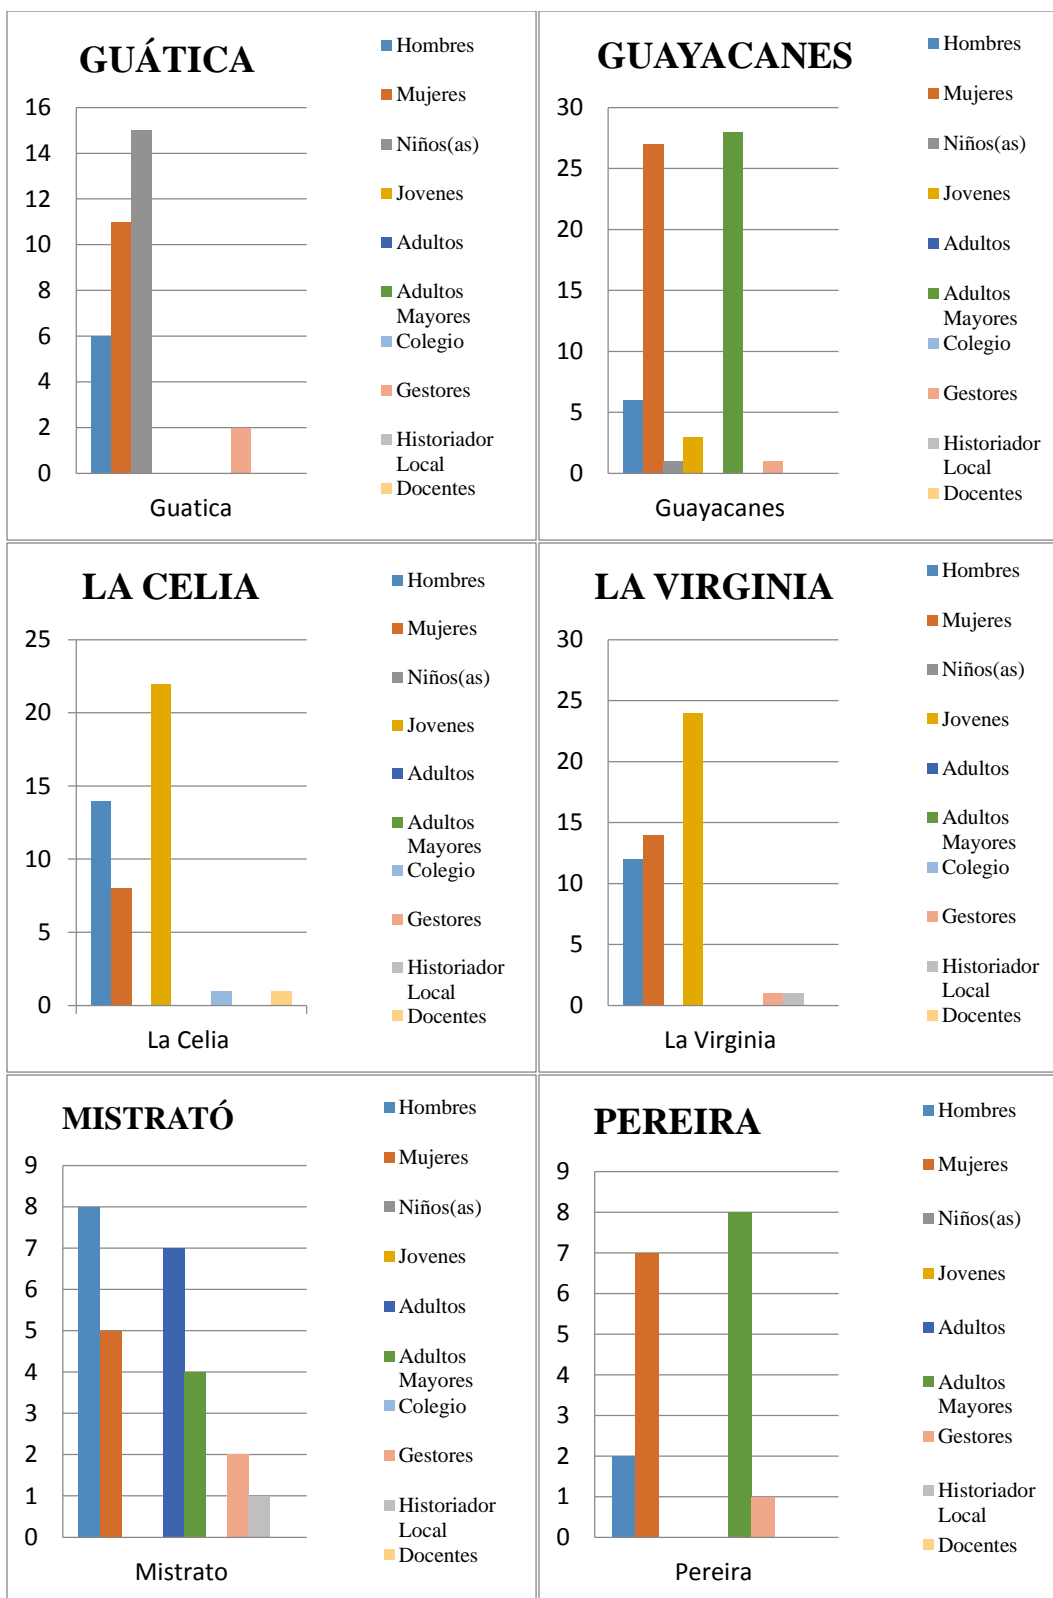 GUÁTICA
16
14
12
10
8
6
4
2
0
Guatica
Hombres
Mujeres
Niños(as)
Jovenes
Adultos
Adultos
Mayores
Colegio
Gestores
Historiador
Local
Docentes
GUAYACANES
30
25
20
15
10
5
0
Guayacanes
Hombres
Mujeres
Niños(as)
Jovenes
Adultos
Adultos
Mayores
Colegio
Gestores
Historiador
Local
Docentes
LA CELIA
25
20
15
10
5
0
La Celia
Hombres
Mujeres
Niños(as)
Jovenes
Adultos
Adultos
Mayores
Colegio
Gestores
Historiador
Local
Docentes
LA VIRGINIA
30
25
20
15
10
5
0
La Virginia
Hombres
Mujeres
Niños(as)
Jovenes
Adultos
Adultos
Mayores
Colegio
Gestores
Historiador
Local
Docentes
MISTRATÓ
9
8
7
6
5
4
3
2
1
0
Mistrato
Hombres
Mujeres
Niños(as)
Jovenes
Adultos
Adultos
Mayores
Colegio
Gestores
Historiador
Local
Docentes
PEREIRA
9
8
7
6
5
4
3
2
1
0
Pereira
Hombres
Mujeres
Niños(as)
Jovenes
Adultos
Adultos
Mayores
Gestores
Historiador
Local
Docentes